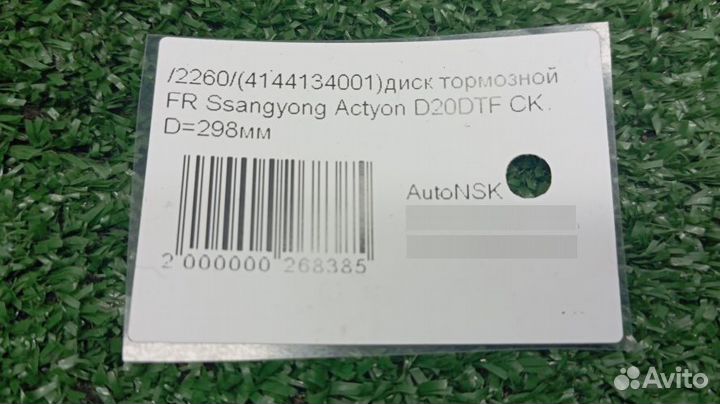 /2260/(4144134001)диск тормозной
FR Ssangyong Actyon D20DTF CK.
D=298мм
AutoNSK
2 000000 268385
Avito